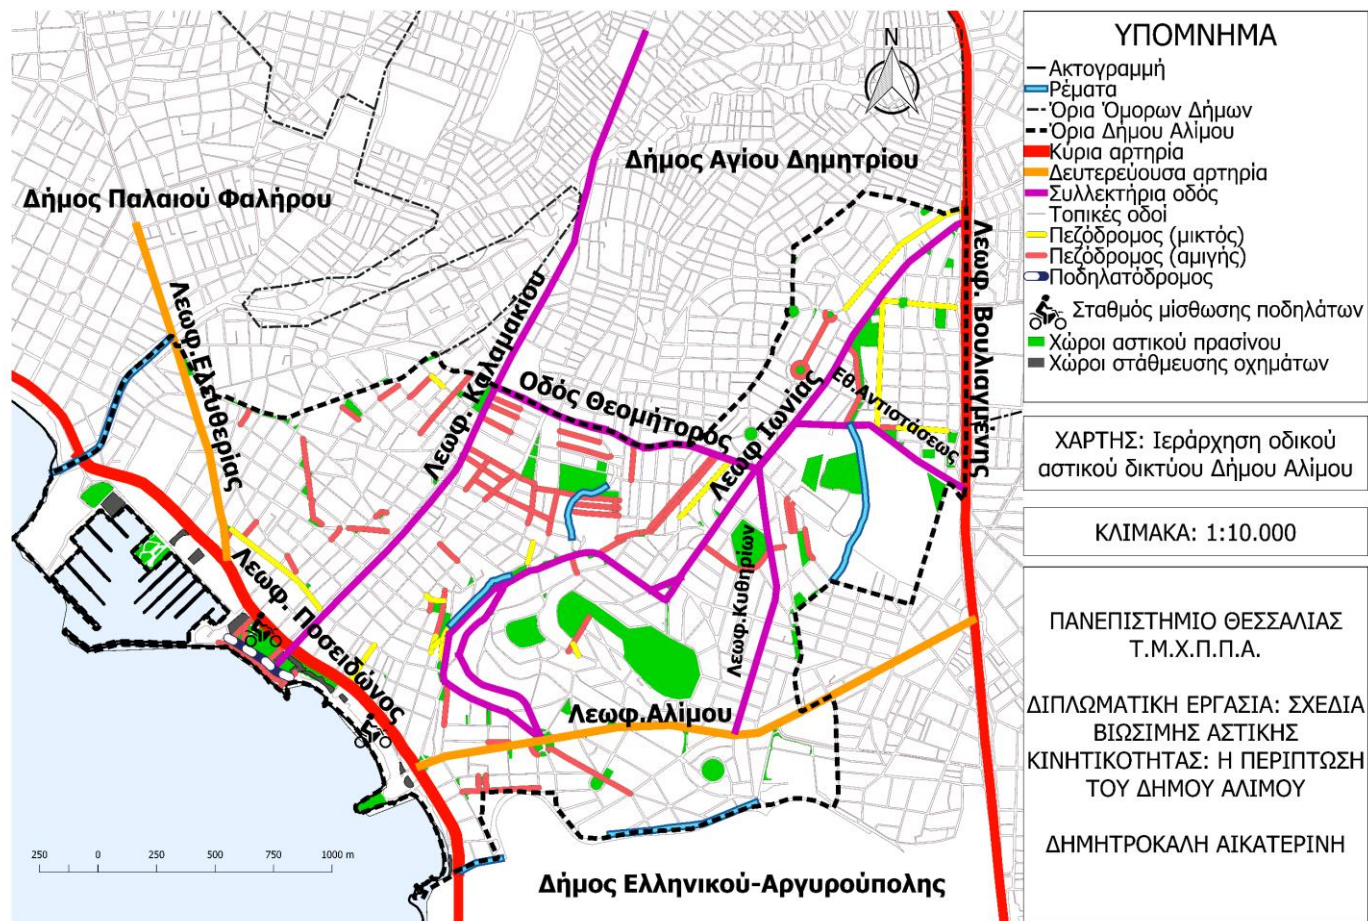 N
Δήμος Αγίου Δημητρίου
Δήμος Παλαιού Φαλήρου
Λεωφ. Βουλιαγμένης
Λεωφ.Ελευθερίας
Λεωφ. Καλαμακίου
Οδός Θεομήτορός
Λεωφ. Ιωνίας
Εθ.Αντιστάσεως
Λεωφ. Ποσειδώνος
Λεωφ.Κυθηρίων
Λεωφ.Αλίμου
Δήμος Ελληνικού-Αργυρούπολης
250 0 250 500 750 1000 m
ΥΠΟΜΝΗΜΑ
Ακτογραμμή
Ρέματα
Όρια Όμορων Δήμων
Όρια Δήμου Αλίμου
Κύρια αρτηρία
Δευτερεύουσα αρτηρία
Συλλεκτήρια οδός
Τοπικές οδοί
Πεζόδρομος (μικτός)
Πεζόδρομος (αμιγής)
Ποδηλατόδρομος
Σταθμός μίσθωσης ποδηλάτων
Χώροι αστικού πρασίνου
Χώροι στάθμευσης οχημάτων
ΧΑΡΤΗΣ: Ιεράρχηση οδικού
αστικού δικτύου Δήμου Αλίμου
ΚΛΙΜΑΚΑ: 1:10.000
ΠΑΝΕΠΙΣΤΗΜΙΟ ΘΕΣΣΑΛΙΑΣ
Τ.Μ.Χ.Π.Π.Α.
ΔΙΠΛΩΜΑΤΙΚΗ ΕΡΓΑΣΙΑ: ΣΧΕΔΙΑ
ΒΙΩΣΙΜΗΣ ΑΣΤΙΚΗΣ
ΚΙΝΗΤΙΚΟΤΗΤΑΣ: Η ΠΕΡΙΠΤΩΣΗ
ΤΟΥ ΔΗΜΟΥ ΑΛΙΜΟΥ
ΔΗΜΗΤΡΟΚΑΛΗ ΑΙΚΑΤΕΡΙΝΗ